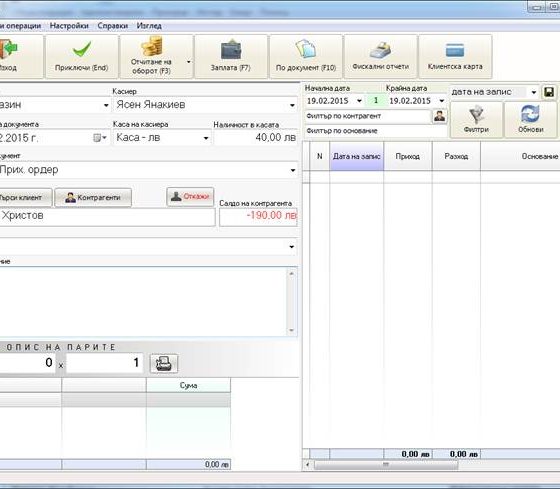 и операции Настройки Справки Изглед
Изход
Приключи (End)
Отчитане на оборот (F3)
Заплата (F7)
По документ (F10)
Фискални отчети
Клиентска карта
азин
Касиер
Ясен Янакиев
а документа
2.2015 г.
Каса на касиера
Каса - лв
Наличност в касата
40,00 лв
кумент
Прих. ордер
ърси клиент
Контрагенти
Откажи
Христов
Салдо на контрагента
-190,00 лв
ние
ОПИС НА ПАРИТЕ
0 x 1
Сума
0,00 лв
Начална дата
19.02.2015
1
Крайна дата
19.02.2015
дата на запис
Филтър по контрагент
Филтър по основание
Филтри
Обнови
N Дата на запис Приход Разход Основание
0,00 лв 0,00 лв